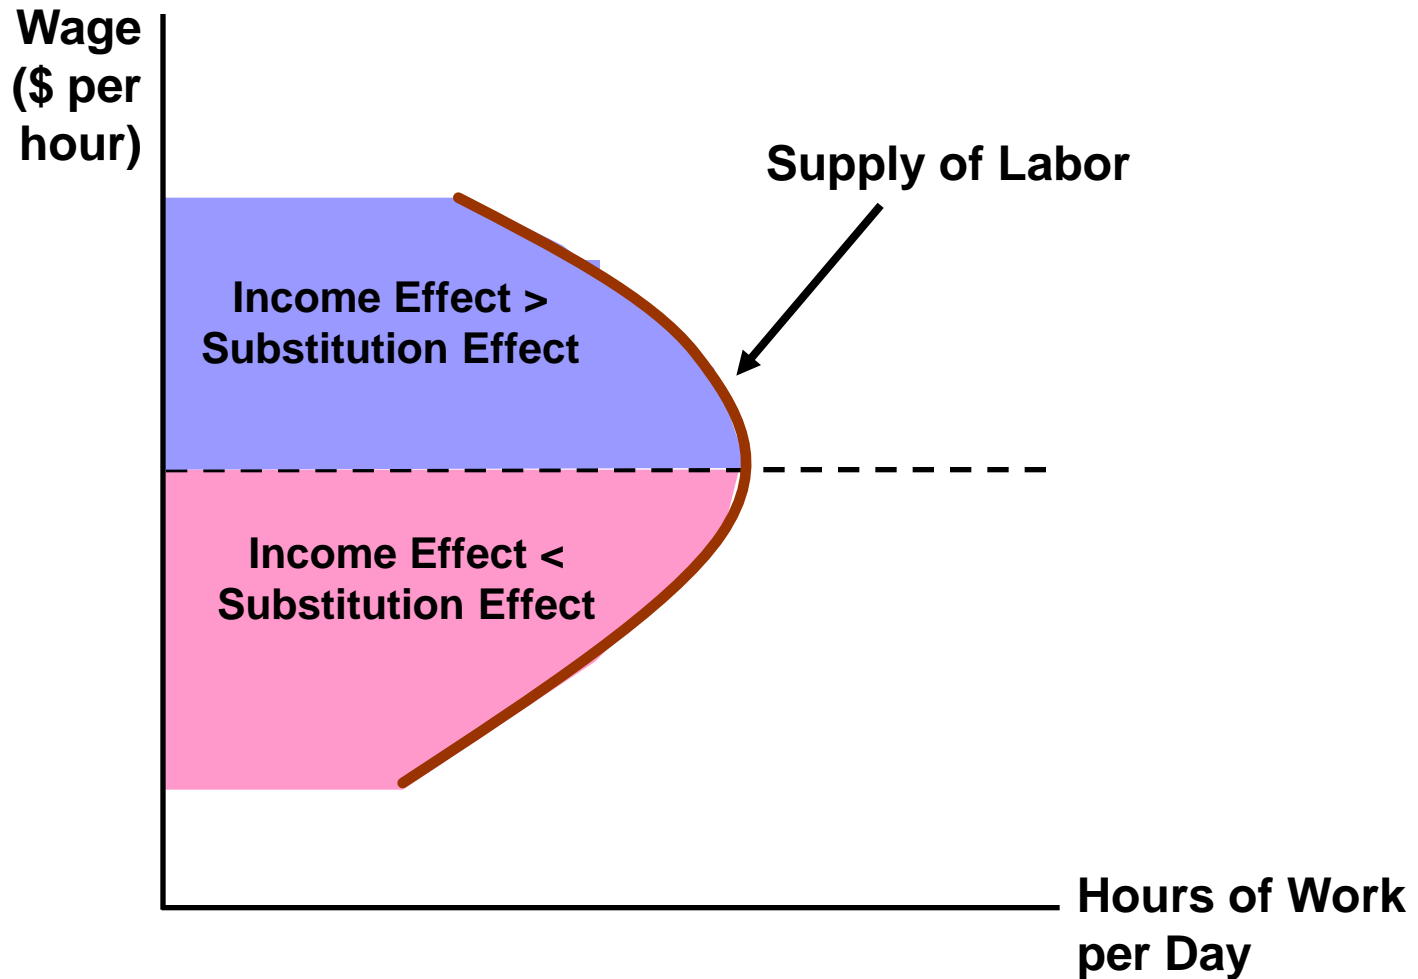 Wage
($ per
hour)
Supply of Labor
Income Effect >
Substitution Effect
Income Effect <
Substitution Effect
Hours of Work
per Day